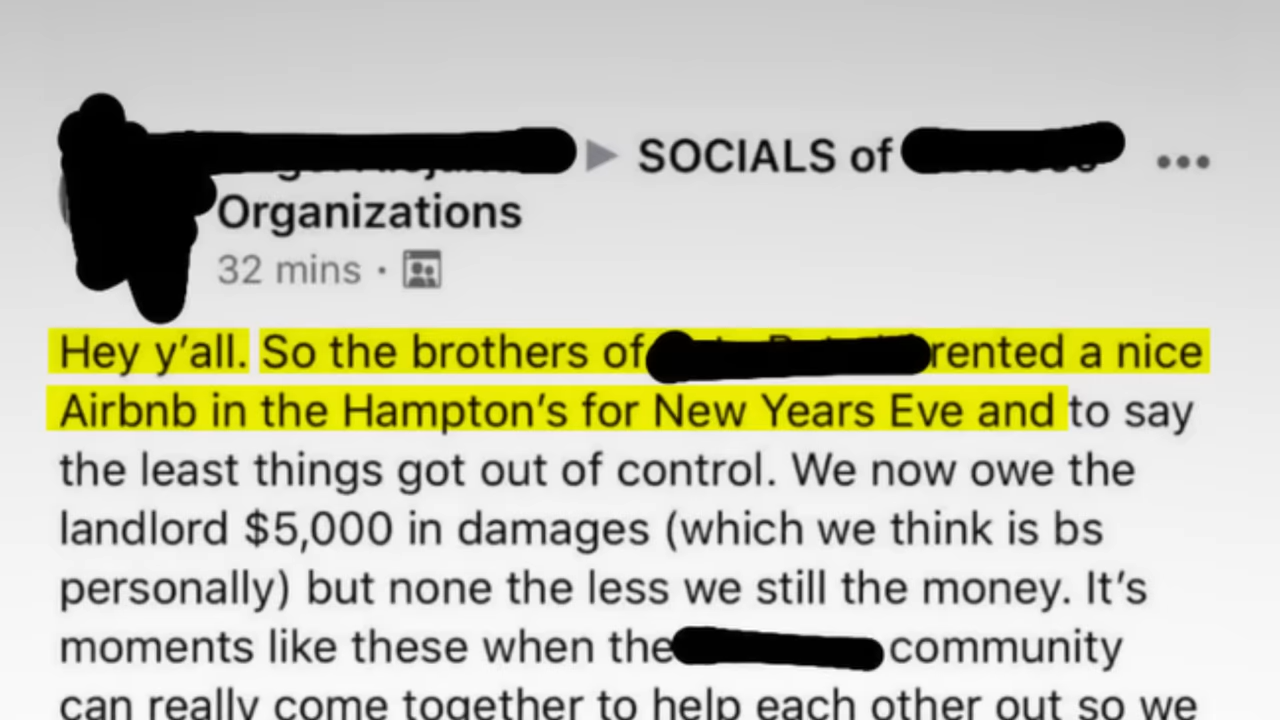 SOCIALS of
Organizations
32 mins ·
Hey y'all. So the brothers of rented a nice
Airbnb in the Hampton's for New Years Eve and to say
the least things got out of control. We now owe the
landlord $5,000 in damages (which we think is bs
personally) but none the less we still the money. It's
moments like these when the community
can really come together to help each other out so we